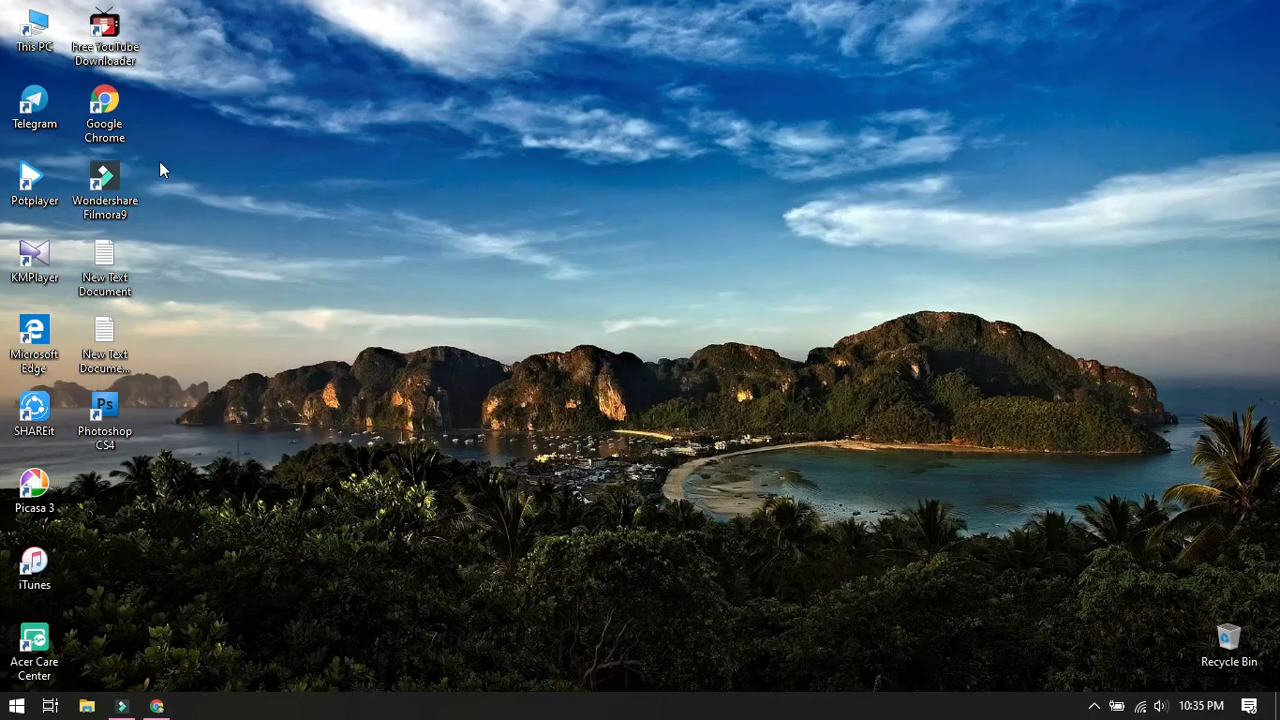 This PC
Free YouTube
Downloader
Telegram
Google
Chrome
Potplayer
Wondershare
Filmora9
KMPlayer
New Text
Document
Microsoft
Edge
New Text
Docume...
SHAREit
Ps
Photoshop
CS4
Picasa 3
iTunes
Acer Care
Center
Recycle Bin
10:35 PM